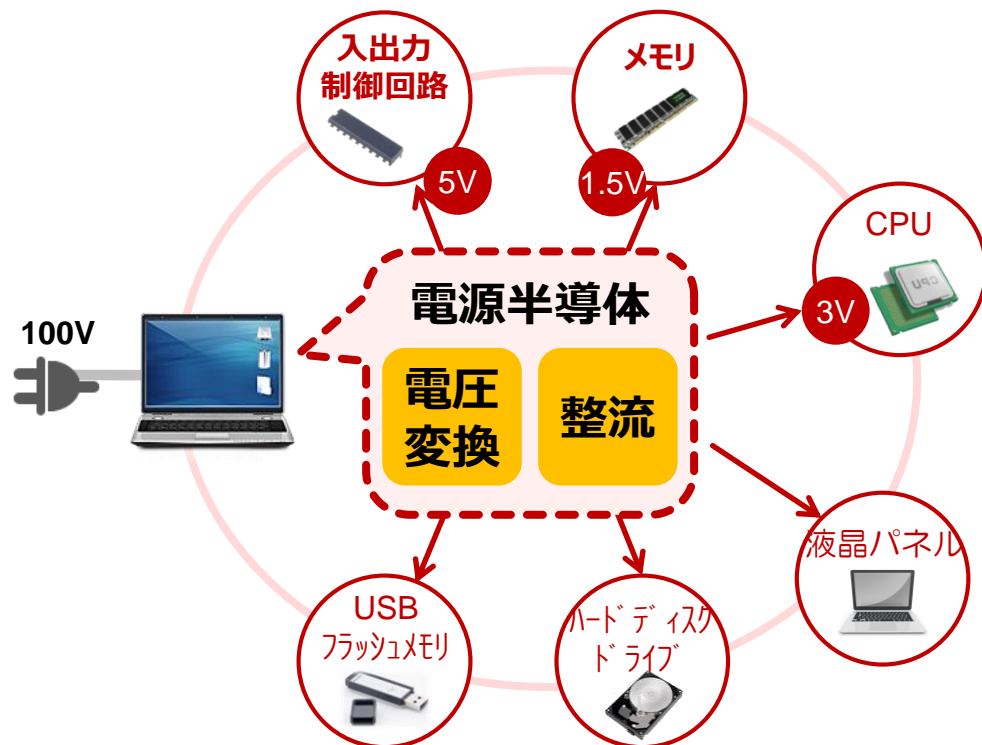 入出力
制御回路
5V
メモリ
1.5V
CPU
3V
100V
電源半導体
電圧
変換
整流
液晶パネル
USB
フラッシュメモリ
ハードディスク
ドライブ
CPU